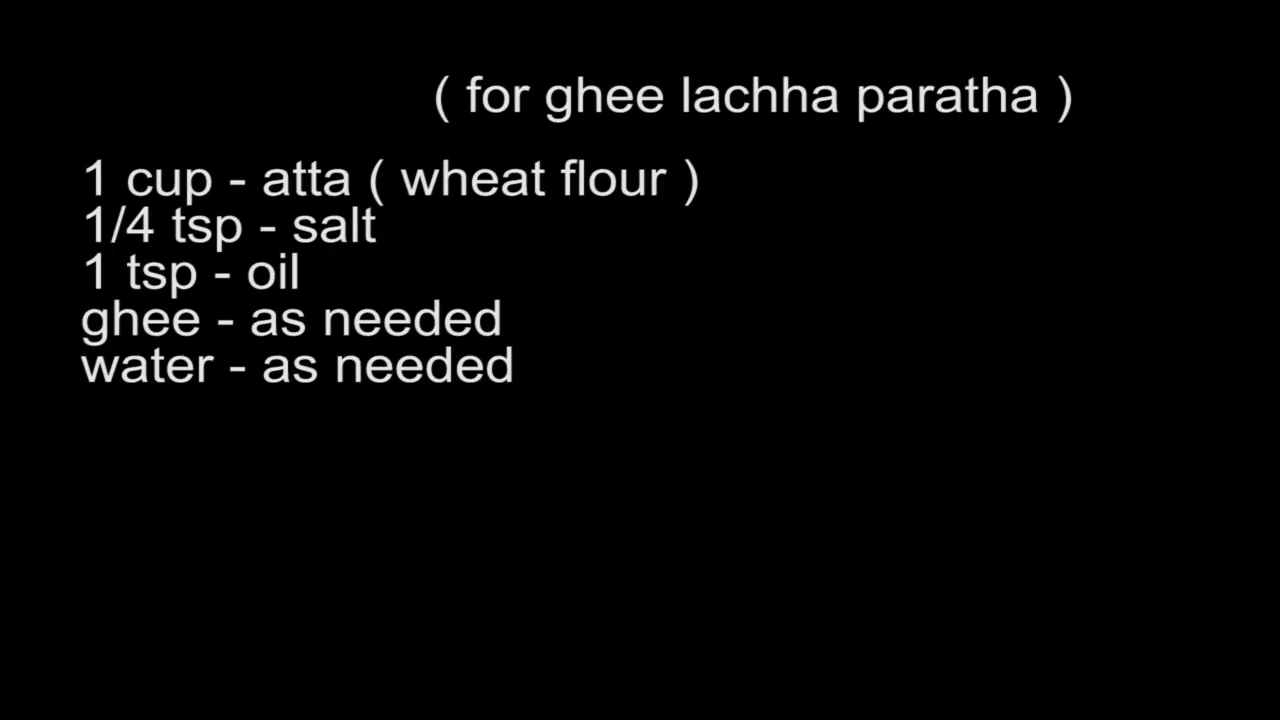 ( for ghee lachha paratha )
1 cup - atta ( wheat flour )
1/4 tsp - salt
1 tsp - oil
ghee - as needed
water - as needed